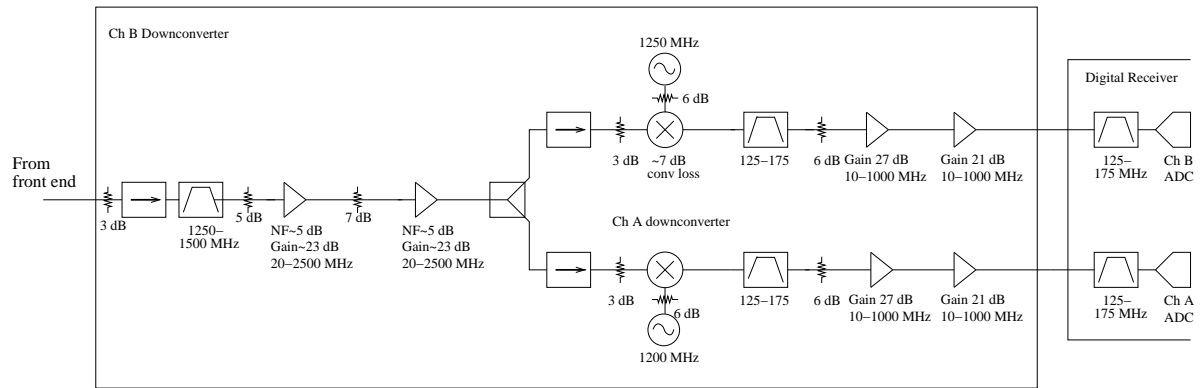 Ch B Downconverter
1250 MHz
6 dB
Digital Receiver
3 dB
~7 dB
conv loss
125−175
6 dB
Gain 27 dB
10−1000 MHz
Gain 21 dB
10−1000 MHz
125−
175 MHz
Ch B
ADC
From
front end
3 dB
1250−
1500 MHz
5 dB
NF~5 dB
Gain~23 dB
20−2500 MHz
7 dB
NF~5 dB
Gain~23 dB
20−2500 MHz
Ch A downconverter
3 dB
6 dB
1200 MHz
125−175
6 dB
Gain 27 dB
10−1000 MHz
Gain 21 dB
10−1000 MHz
125−
175 MHz
Ch A
ADC